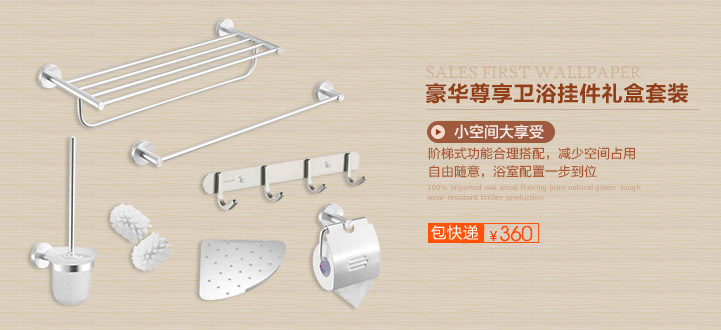 SALES FIRST WALLPAPER
豪华尊享卫浴挂件礼盒套装
小空间大享受
阶梯式功能合理搭配，减少空间占用
自由随意，浴室配置一步到位
100% enported oak wood flooring pure natural green tough
wear-resistant timber production
包快递 ¥360